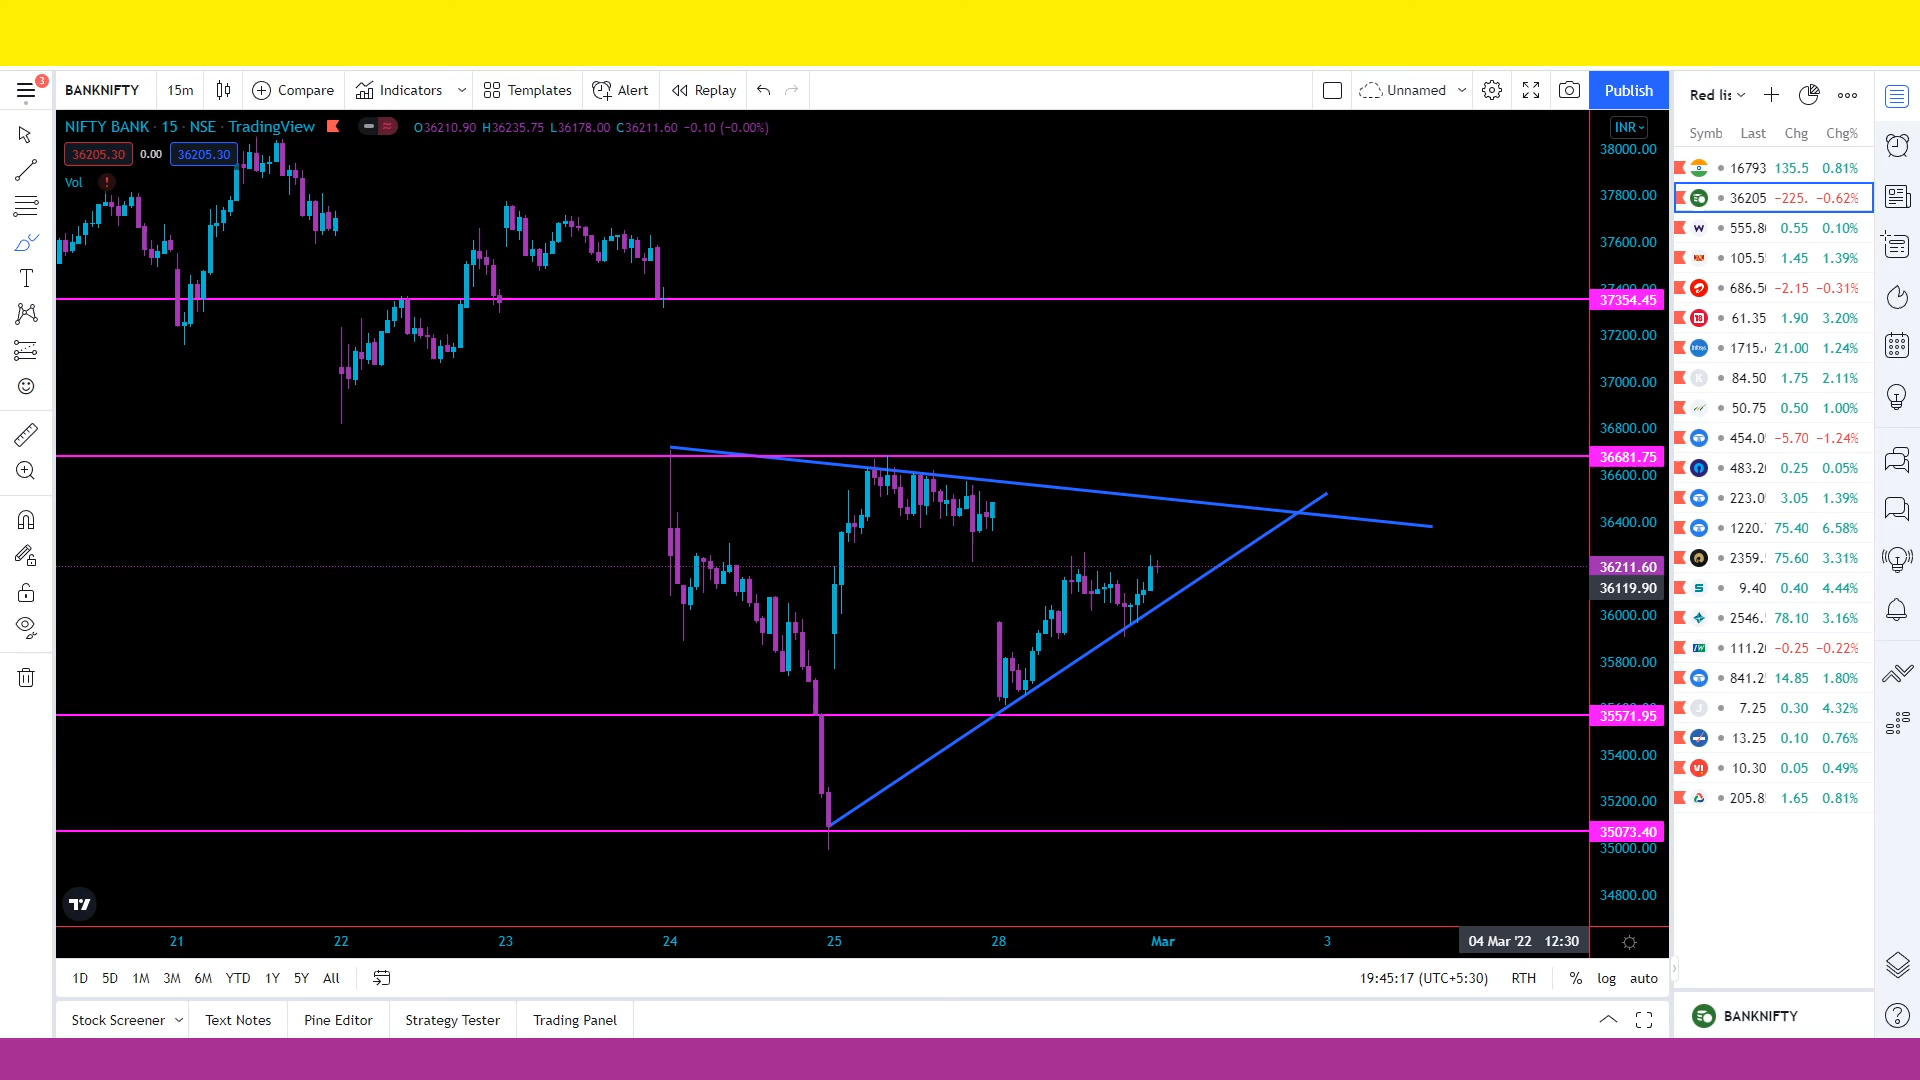 3
BANKNIFTY 15m Compare Indicators Templates Alert Replay Unnamed Publish
NIFTY BANK · 15 · NSE · TradingView O36210.90 H36235.75 L36178.00 C36211.60 −0.10 (−0.00%)
36205.30 0.00 36205.30
Vol !
INR
38000.00
37800.00
37600.00
37400.00
37354.45
37200.00
37000.00
36800.00
36681.75
36600.00
36400.00
36211.60
36119.90
36000.00
35800.00
35571.95
35400.00
35200.00
35073.40
35000.00
34800.00
21 22 23 24 25 28 Mar 3 04 Mar '22 12:30
1D 5D 1M 3M 6M YTD 1Y 5Y All 19:45:17 (UTC+5:30) RTH % log auto
Stock Screener Text Notes Pine Editor Strategy Tester Trading Panel
Red lis
Symb Last Chg Chg%
16793 135.5 0.81%
36205 −225. −0.62%
555.80 0.55 0.10%
105.5 1.45 1.39%
686.50 −2.15 −0.31%
61.35 1.90 3.20%
1715. 21.00 1.24%
84.50 1.75 2.11%
50.75 0.50 1.00%
454.0 −5.70 −1.24%
483.20 0.25 0.05%
223.0 3.05 1.39%
1220. 75.40 6.58%
2359. 75.60 3.31%
9.40 0.40 4.44%
2546. 78.10 3.16%
111.20 −0.25 −0.22%
841.2 14.85 1.80%
7.25 0.30 4.32%
13.25 0.10 0.76%
10.30 0.05 0.49%
205.8 1.65 0.81%
BANKNIFTY